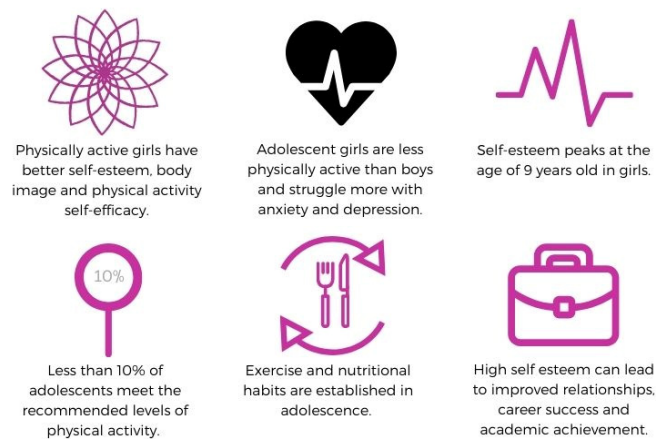 Physically active girls have
better self-esteem, body
image and physical activity
self-efficacy.
Adolescent girls are less
physically active than boys
and struggle more with
anxiety and depression.
Self-esteem peaks at the
age of 9 years old in girls.
10%
Less than 10% of
adolescents meet the
recommended levels of
physical activity.
Exercise and nutritional
habits are established in
adolescence.
High self esteem can lead
to improved relationships,
career success and
academic achievement.